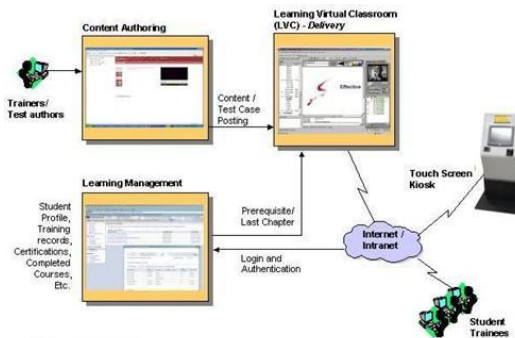 Content Authoring
Learning Virtual Classroom
(LVC) - Delivery
Trainers/
Test authors
Content /
Test Case
Posting
Effective
Touch Screen
Kiosk
Learning Management
Student
Profile,
Training
records,
Certifications,
Completed
Courses,
Etc.
Prerequisite/
Last Chapter
Login and
Authentication
Internet /
Intranet
Student
Trainees